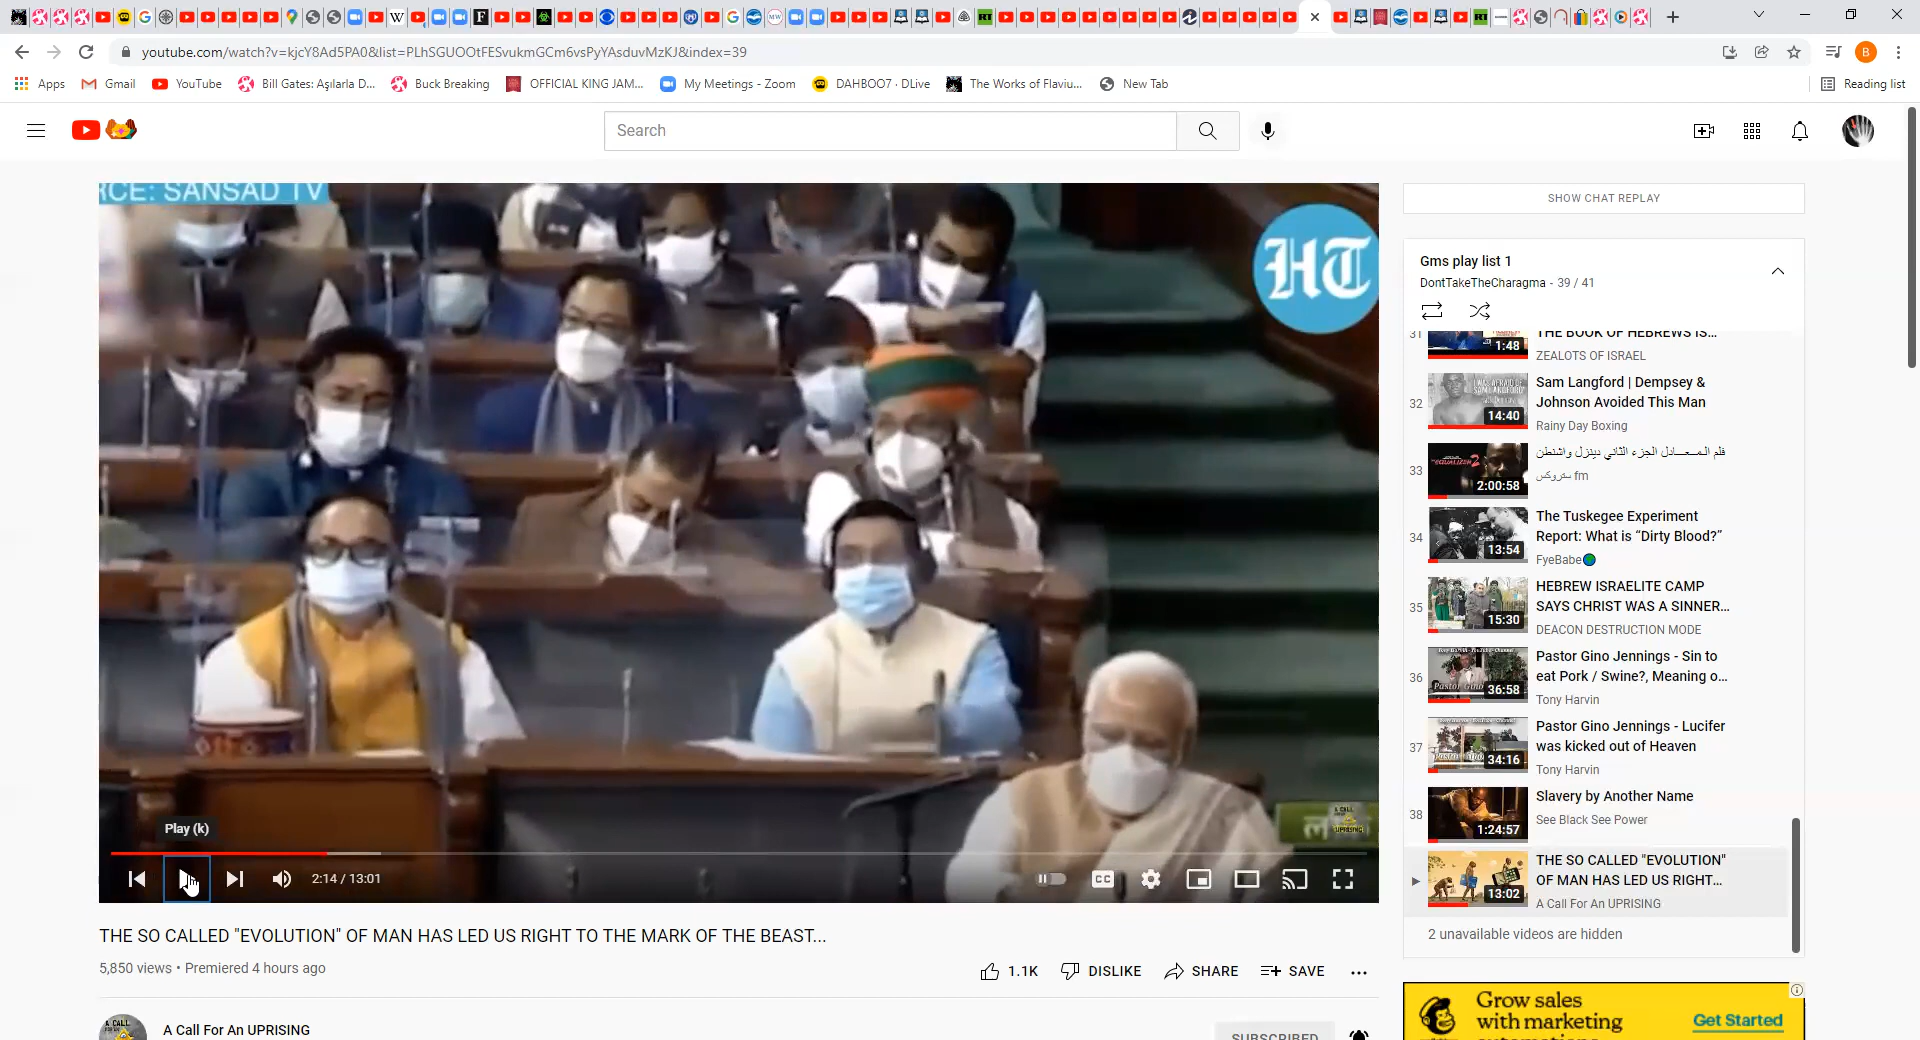 youtube.com/watch?v=kjcY8Ad5PA0&list=PLhSGUOOtFESvukmGCm6vsPyYAsduvMzKJ&index=39
B
Apps
Gmail
YouTube
Bill Gates: Aşılarla D...
Buck Breaking
OFFICIAL KING JAM...
My Meetings - Zoom
DAHBOO7 · DLive
The Works of Flaviu...
New Tab
Reading list
Search
RCE: SANSAD TV
HT
Play (k)
2:14 / 13:01
CC
THE SO CALLED "EVOLUTION" OF MAN HAS LED US RIGHT TO THE MARK OF THE BEAST...
5,850 views • Premiered 4 hours ago
1.1K
DISLIKE
SHARE
SAVE
A Call For An UPRISING
SUBSCRIBED
SHOW CHAT REPLAY
Gms play list 1
DontTakeTheCharagma - 39 / 41
31
1:48
THE BOOK OF HEBREWS IS...
ZEALOTS OF ISRAEL
32
14:40
Sam Langford | Dempsey &
Johnson Avoided This Man
Rainy Day Boxing
33
EQUALIZER 2
2:00:58
فلم المـــعـــادل الجزء الثاني دينزل واشنطن
ستروكس fm
34
13:54
The Tuskegee Experiment
Report: What is “Dirty Blood?”
FyeBabe
35
15:30
HEBREW ISRAELITE CAMP
SAYS CHRIST WAS A SINNER...
DEACON DESTRUCTION MODE
36
36:58
Pastor Gino Jennings - Sin to
eat Pork / Swine?, Meaning o...
Tony Harvin
37
34:16
Pastor Gino Jennings - Lucifer
was kicked out of Heaven
Tony Harvin
38
1:24:57
Slavery by Another Name
See Black See Power
13:02
THE SO CALLED "EVOLUTION"
OF MAN HAS LED US RIGHT...
A Call For An UPRISING
2 unavailable videos are hidden
Grow sales
with marketing
Get Started